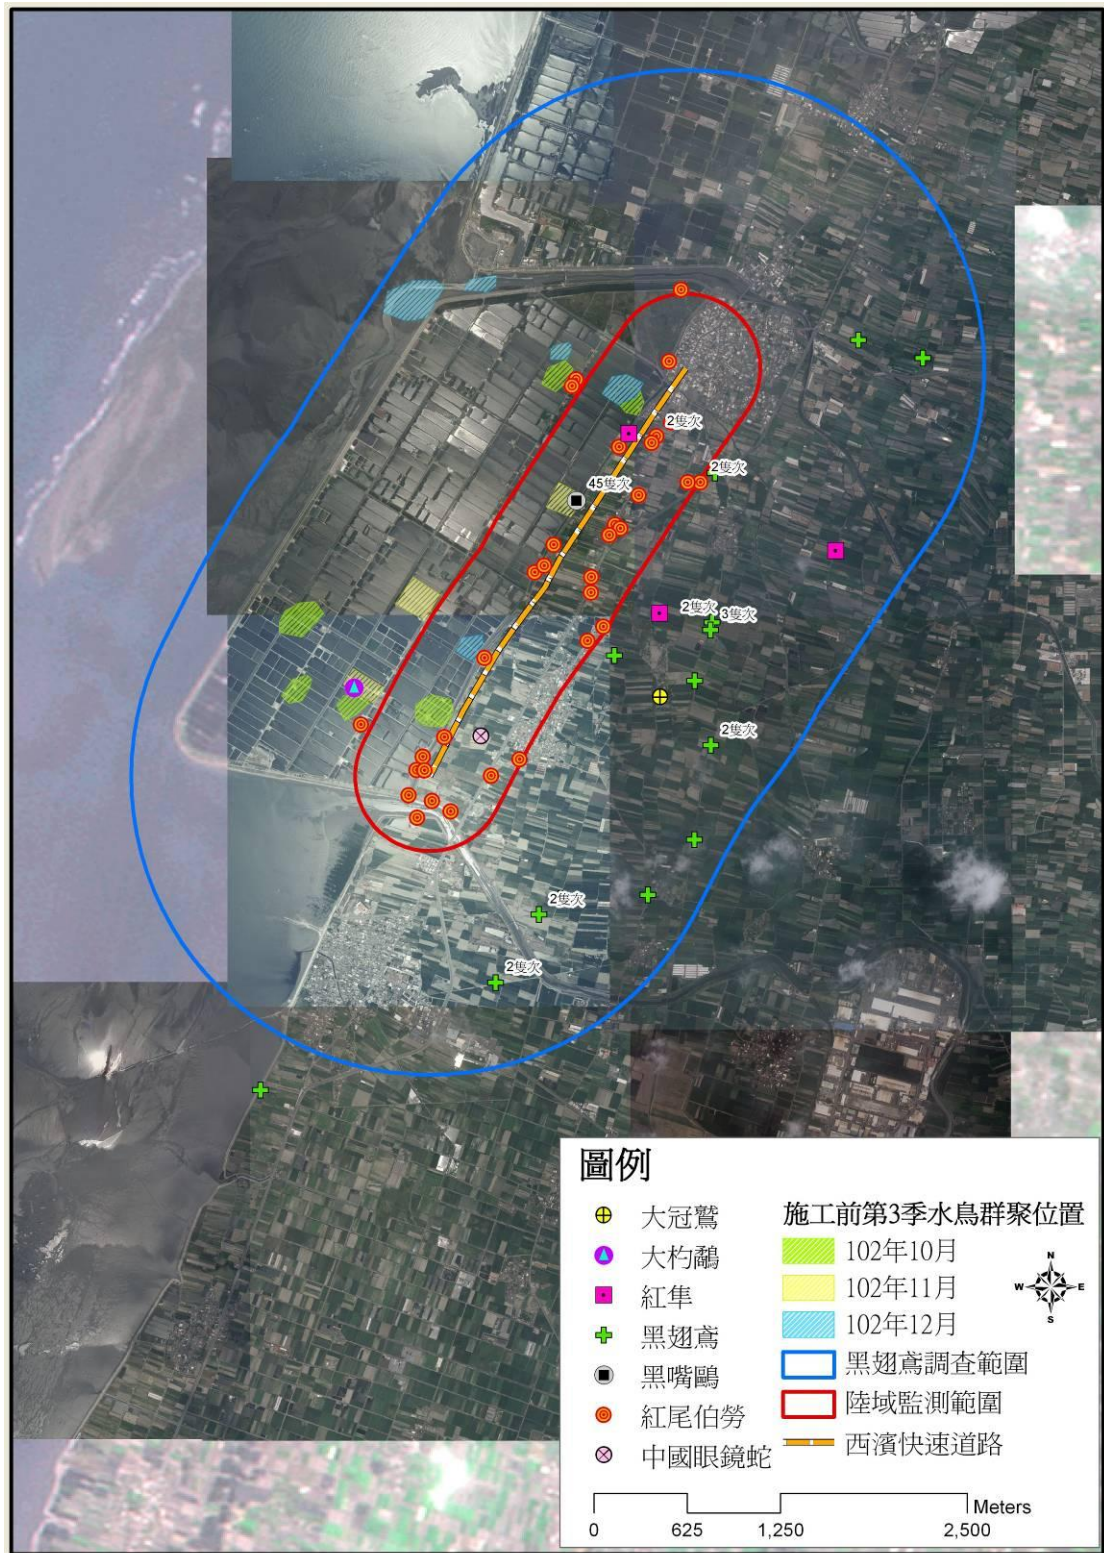 2隻次
2隻次
45隻次
2隻次
3隻次
2隻次
2隻次
2隻次
圖例
大冠鷲
大杓鷸
紅隼
黑翅鳶
黑嘴鷗
紅尾伯勞
中國眼鏡蛇
施工前第3季水鳥群聚位置
102年10月
102年11月
102年12月
黑翅鳶調查範圍
陸域監測範圍
西濱快速道路
N
W E
S
Meters
0 625 1,250 2,500